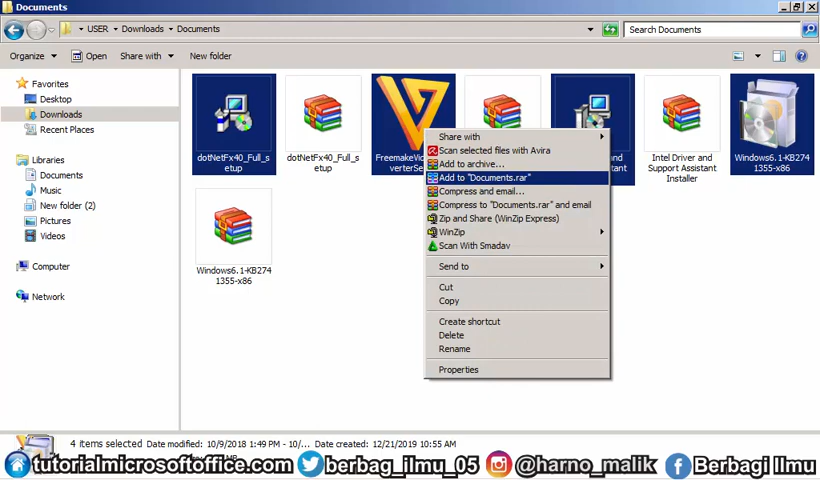 Documents
USER
Downloads
Documents
Search Documents
Organize
Open
Share with
New folder
Favorites
Desktop
Downloads
Recent Places
Libraries
Documents
Music
New folder (2)
Pictures
Videos
Computer
Network
dotNetFx40_Full_s
etup
dotNetFx40_Full_s
etup
FreemakeVid
verterSe
and
tant
Intel Driver and
Support Assistant
Installer
Windows6.1-KB274
1355-x86
Windows6.1-KB274
1355-x86
Share with
Scan selected files with Avira
Add to archive...
Add to "Documents.rar"
Compress and email...
Compress to "Documents.rar" and email
Zip and Share (WinZip Express)
WinZip
Scan With Smadav
Send to
Cut
Copy
Create shortcut
Delete
Rename
Properties
4 items selected
Date modified: 10/9/2018 1:49 PM - 10/...
Date created: 12/21/2019 10:55 AM
tutorialmicrosoftoffice.com
berbag_ilmu_05
@harno_malik
Berbagi Ilmu